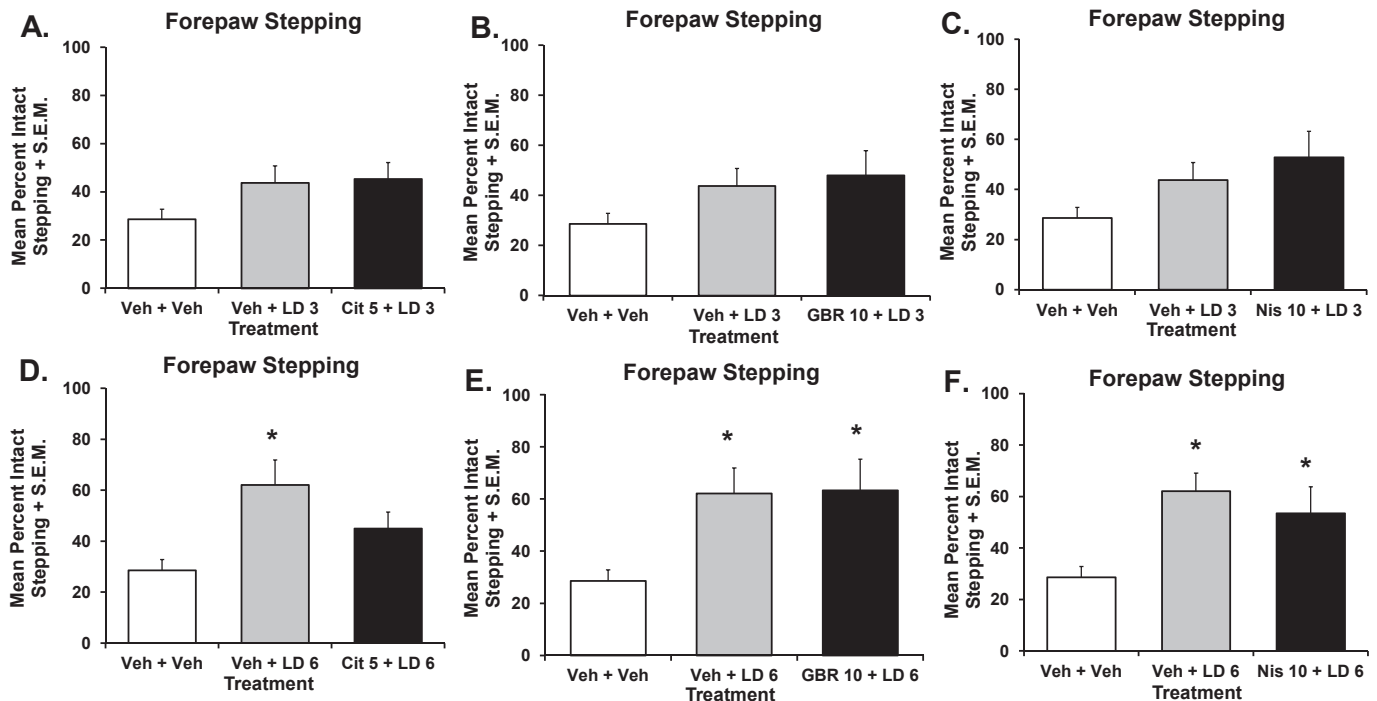 A.
Forepaw Stepping
Mean Percent Intact
Stepping + S.E.M.
100
80
60
40
20
0
Veh + Veh
Veh + LD 3
Cit 5 + LD 3
Treatment
B.
Forepaw Stepping
Mean Percent Intact
Stepping + S.E.M.
100
80
60
40
20
0
Veh + Veh
Veh + LD 3
GBR 10 + LD 3
Treatment
C.
Forepaw Stepping
Mean Percent Intact
Stepping + S.E.M.
100
80
60
40
20
0
Veh + Veh
Veh + LD 3
Nis 10 + LD 3
Treatment
D.
Forepaw Stepping
Mean Percent Intact
Stepping + S.E.M.
100
80
60
40
20
0
*
Veh + Veh
Veh + LD 6
Cit 5 + LD 6
Treatment
E.
Forepaw Stepping
Mean Percent Intact
Stepping + S.E.M.
100
80
60
40
20
0
*
*
Veh + Veh
Veh + LD 6
GBR 10 + LD 6
Treatment
F.
Forepaw Stepping
Mean Percent Intact
Stepping + S.E.M.
100
80
60
40
20
0
*
*
Veh + Veh
Veh + LD 6
Nis 10 + LD 6
Treatment